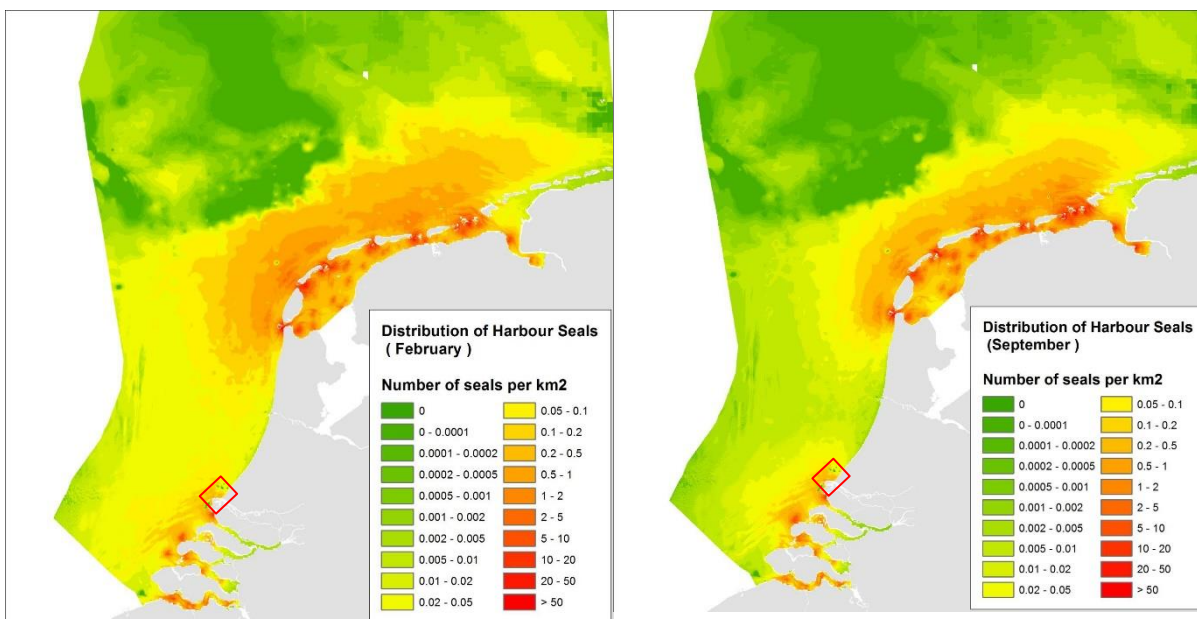 Distribution of Harbour Seals
( February )
Number of seals per km2
0
0 - 0.0001
0.0001 - 0.0002
0.0002 - 0.0005
0.0005 - 0.001
0.001 - 0.002
0.002 - 0.005
0.005 - 0.01
0.01 - 0.02
0.02 - 0.05
0.05 - 0.1
0.1 - 0.2
0.2 - 0.5
0.5 - 1
1 - 2
2 - 5
5 - 10
10 - 20
20 - 50
> 50
Distribution of Harbour Seals
(September )
Number of seals per km2
0
0 - 0.0001
0.0001 - 0.0002
0.0002 - 0.0005
0.0005 - 0.001
0.001 - 0.002
0.002 - 0.005
0.005 - 0.01
0.01 - 0.02
0.02 - 0.05
0.05 - 0.1
0.1 - 0.2
0.2 - 0.5
0.5 - 1
1 - 2
2 - 5
5 - 10
10 - 20
20 - 50
> 50